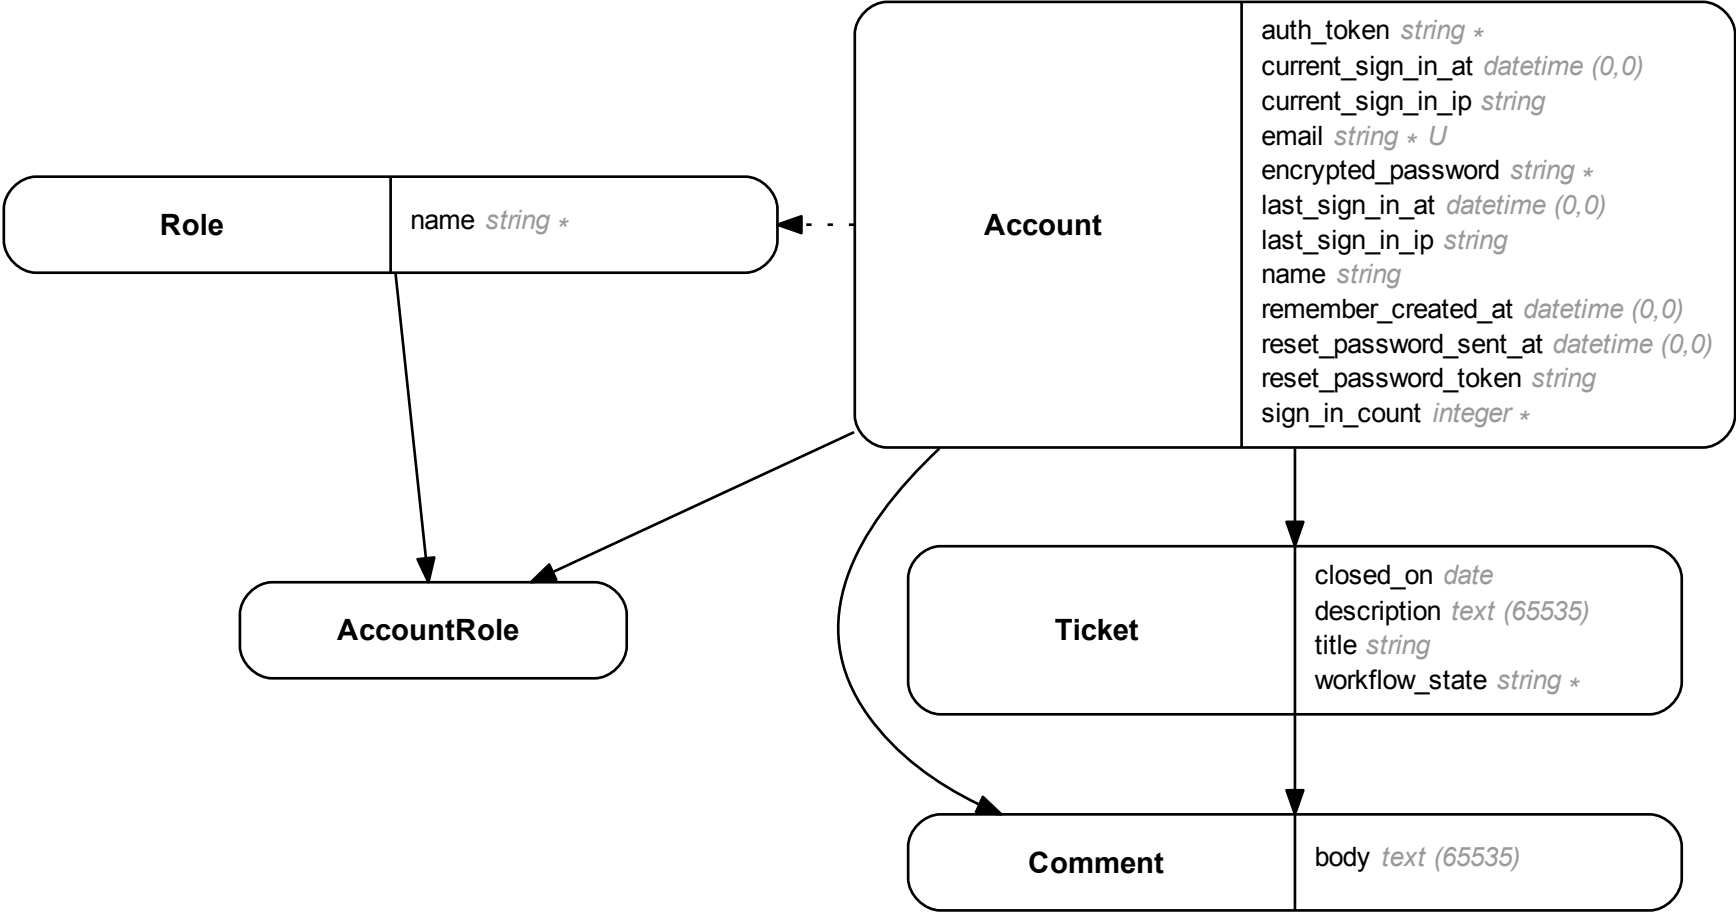 Role
name string *
Account
auth_token string *
current_sign_in_at datetime (0,0)
current_sign_in_ip string
email string * U
encrypted_password string *
last_sign_in_at datetime (0,0)
last_sign_in_ip string
name string
remember_created_at datetime (0,0)
reset_password_sent_at datetime (0,0)
reset_password_token string
sign_in_count integer *
AccountRole
Ticket
closed_on date
description text (65535)
title string
workflow_state string *
Comment
body text (65535)